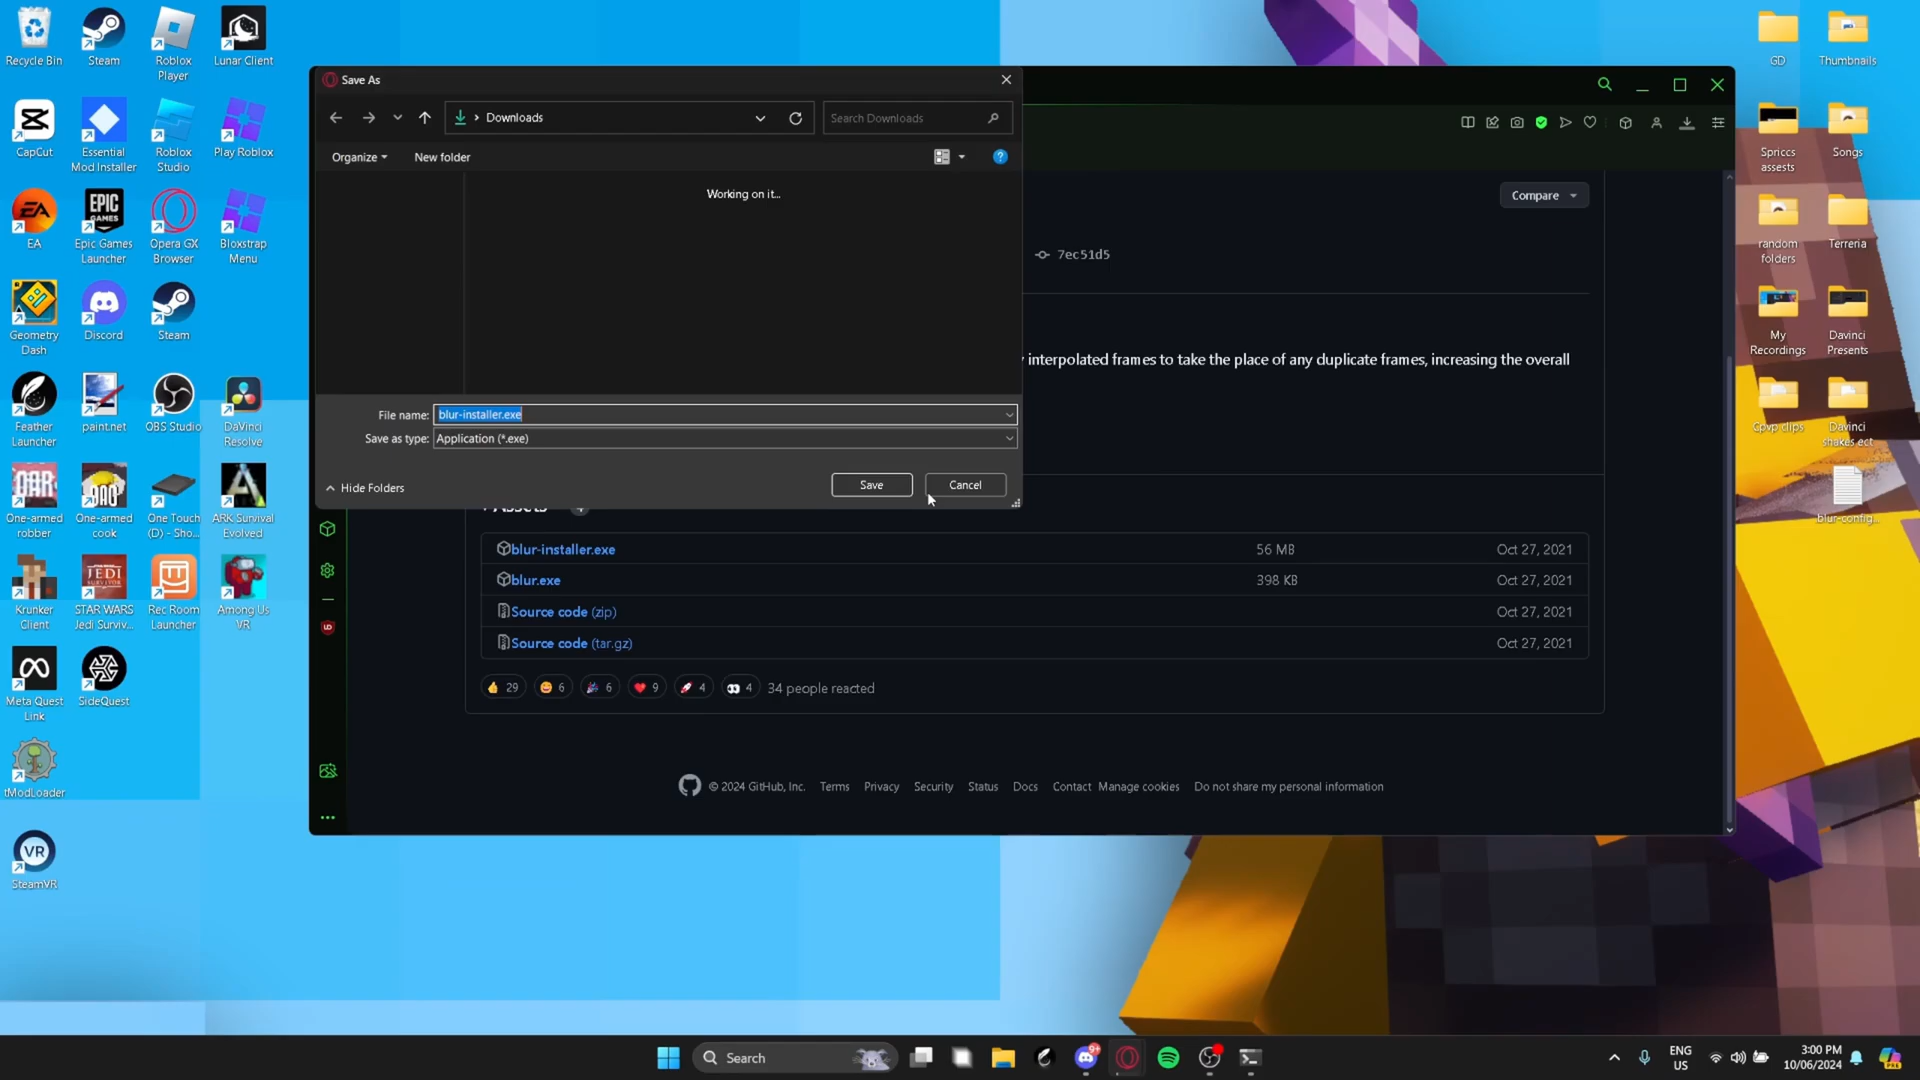 Save As
Downloads
Search Downloads
Organize
New folder
Working on it...
File name: blur-installer.exe
Save as type: Application (*.exe)
Hide Folders
Save
Cancel
Compare
7ec51d5
interpolated frames to take the place of any duplicate frames, increasing the overall
Assets 4
blur-installer.exe 56 MB Oct 27, 2021
blur.exe 398 KB Oct 27, 2021
Source code (zip) Oct 27, 2021
Source code (tar.gz) Oct 27, 2021
29 6 6 9 4 4 34 people reacted
© 2024 GitHub, Inc. Terms Privacy Security Status Docs Contact Manage cookies Do not share my personal information
Recycle Bin
Steam
Roblox
Player
Lunar Client
CapCut
Essential
Mod Installer
Roblox
Studio
Play Roblox
EA
Epic Games
Launcher
Opera GX
Browser
Bloxstrap
Menu
Geometry
Dash
Discord
Steam
Feather
Launcher
paint.net
OBS Studio
DaVinci
Resolve
One-armed
robber
One-armed
cook
One Touch
(D) - Sho...
ARK Survival
Evolved
Krunker
Client
STAR WARS
Jedi Surviv...
Rec Room
Launcher
Among Us
VR
Meta Quest
Link
SideQuest
tModLoader
SteamVR
GD
Thumbnails
Spriccs
assests
Songs
random
folders
Terreria
My
Recordings
Davinci
Presents
Cpvp clips
Davinci
shakes ect
blur-config...
Search
ENG
US
3:00 PM
10/06/2024